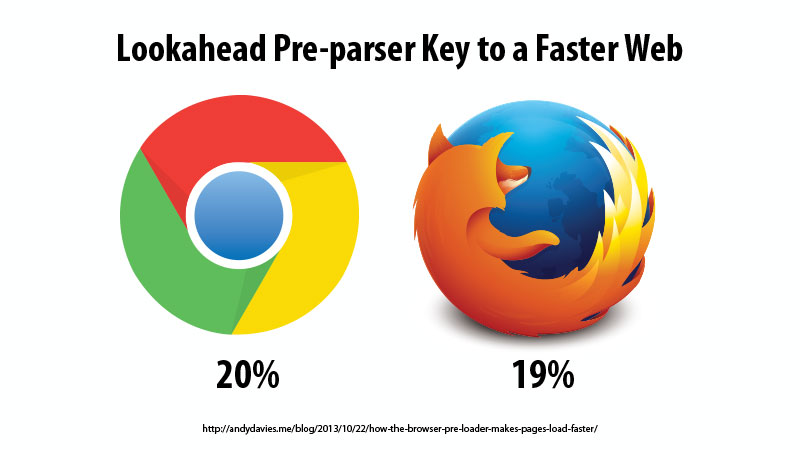 Lookahead Pre-parser Key to a Faster Web
20%
19%
http://andydavies.me/blog/2013/10/22/how-the-browser-pre-loader-makes-pages-load-faster/